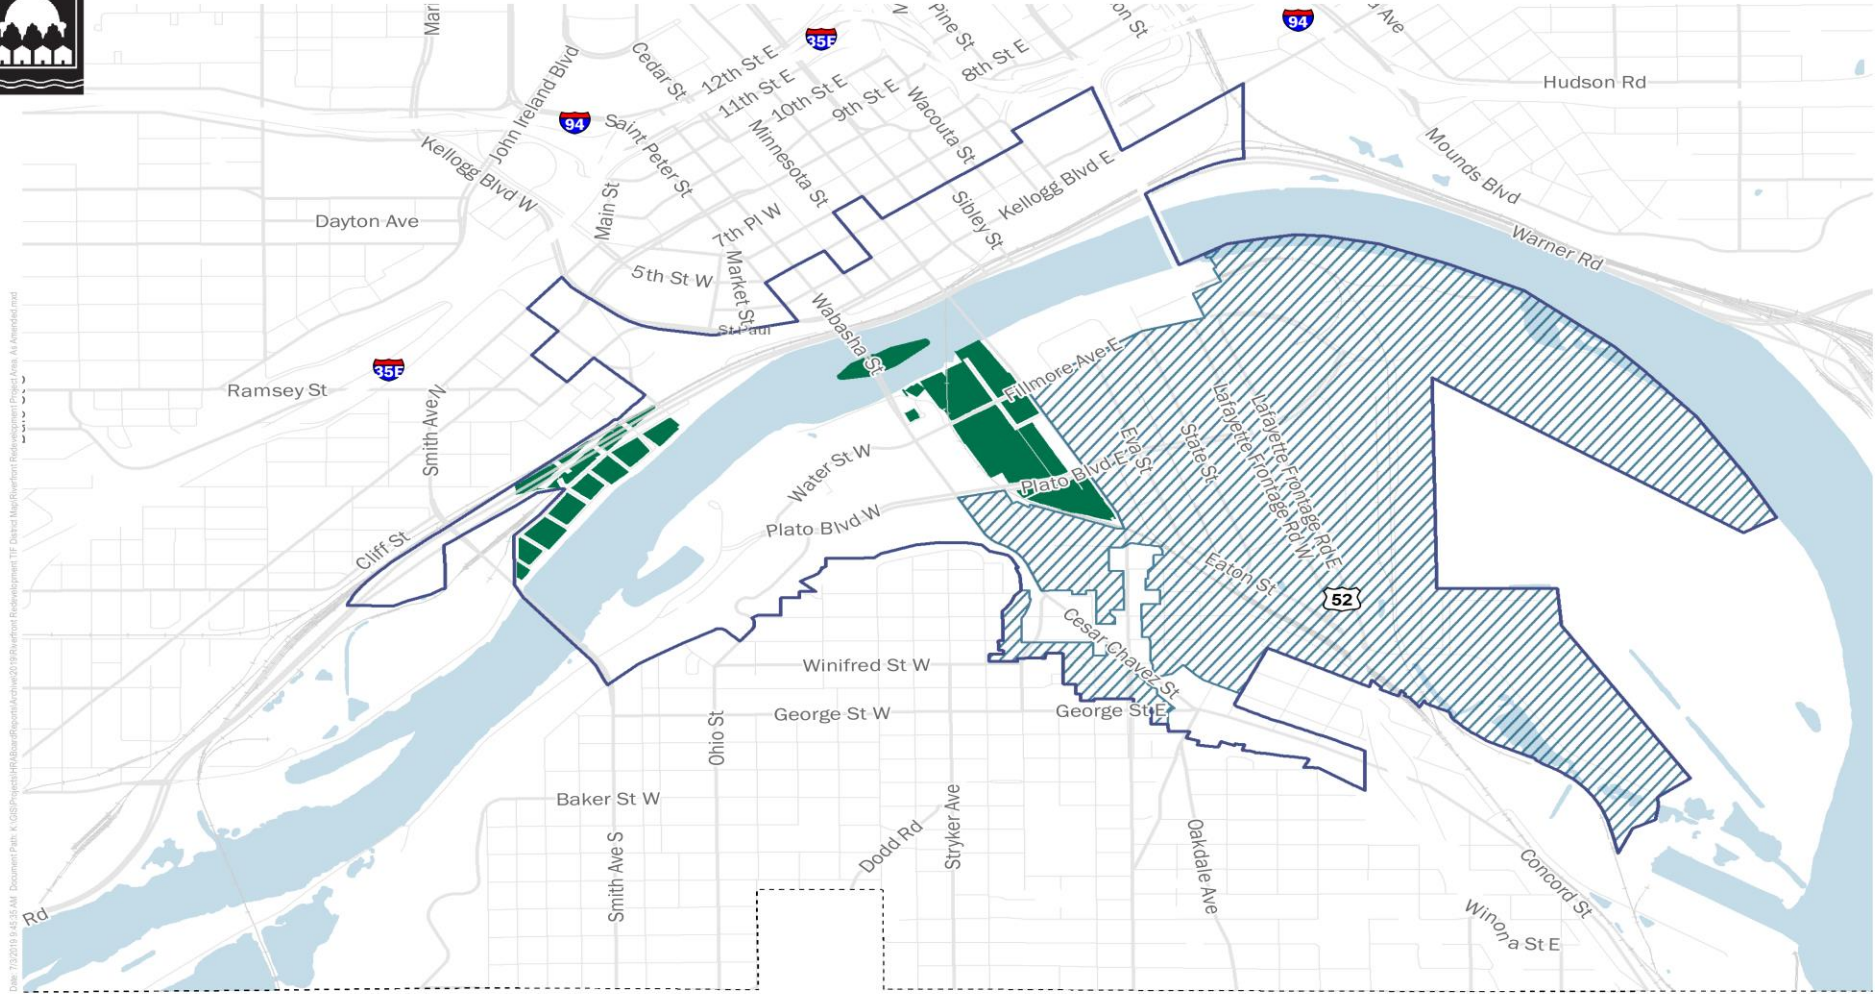 Pine St
94
35E
Cedar St
12th St E
8th St E
John Ireland Blvd
11th St E
10th St E
9th St E
Hudson Rd
94
Saint Peter St
Minnesota St
Wacouta St
Kellogg Blvd W
Mounds Blvd
Main St
Dayton Ave
7th Pl W
Sibley St
Kellogg Blvd E
Warner Rd
5th St W
Market St
St Paul
Wabasha St
35E
Ramsey St
Fillmore Ave E
Smith Ave N
Water St W
Eva St
State St
Lafayette Frontage Rd W
Lafayette Frontage Rd E
Plato Blvd E
Plato Blvd W
Cliff St
Eaton St
52
Cesar Chavez St
Winifred St W
George St W
George St E
Ohio St
Baker St W
Smith Ave S
Dodd Rd
Stryker Ave
Oakdale Ave
Concord St
Winona St E
Rd